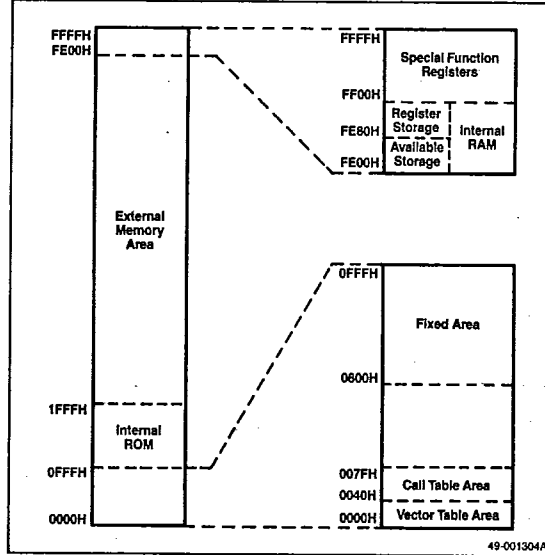 FFFFH
FE00H
External
Memory
Area
1FFFH
Internal
ROM
0FFFH
0000H
FFFFH
Special Function
Registers
FF00H
Register
Storage
FE80H
Internal
RAM
Available
Storage
FE00H
0FFFH
Fixed Area
0600H
007FH
Call Table Area
0040H
Vector Table Area
0000H
49-001304A